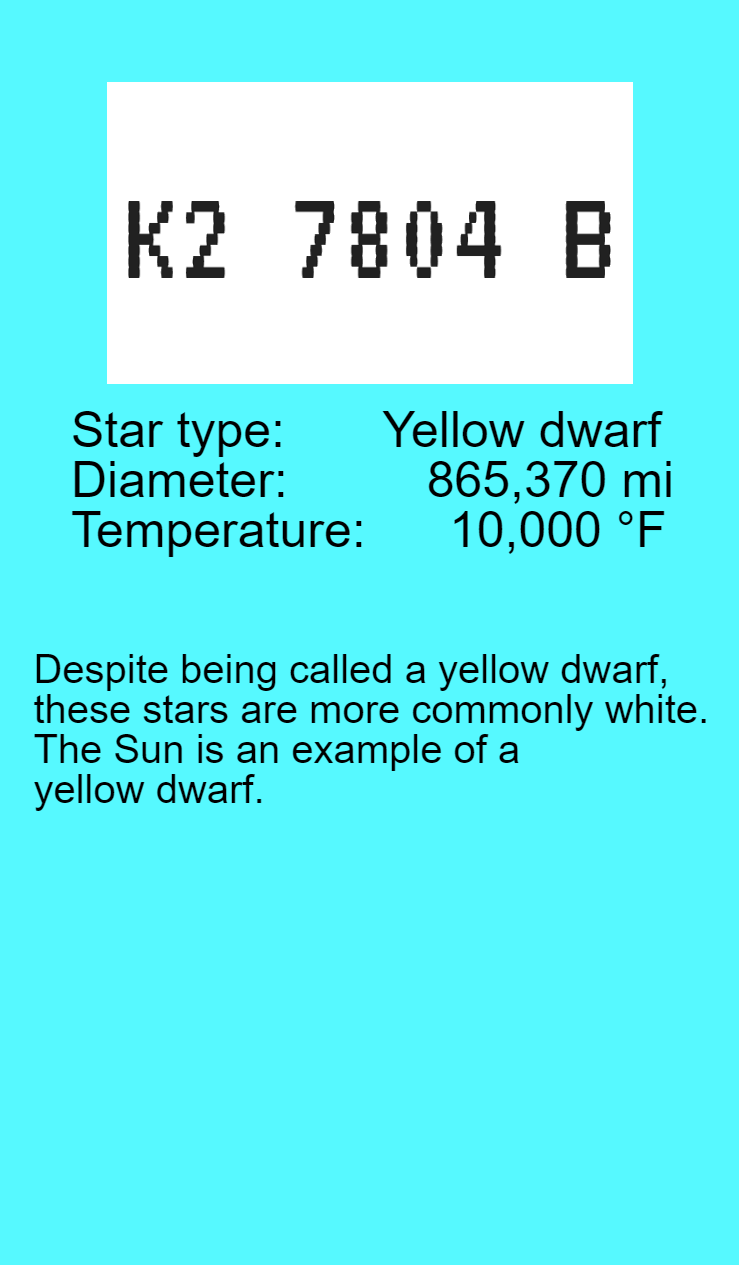 K2 7804 B
Star type: Yellow dwarf
Diameter: 865,370 mi
Temperature: 10,000 °F
Despite being called a yellow dwarf,
these stars are more commonly white.
The Sun is an example of a
yellow dwarf.